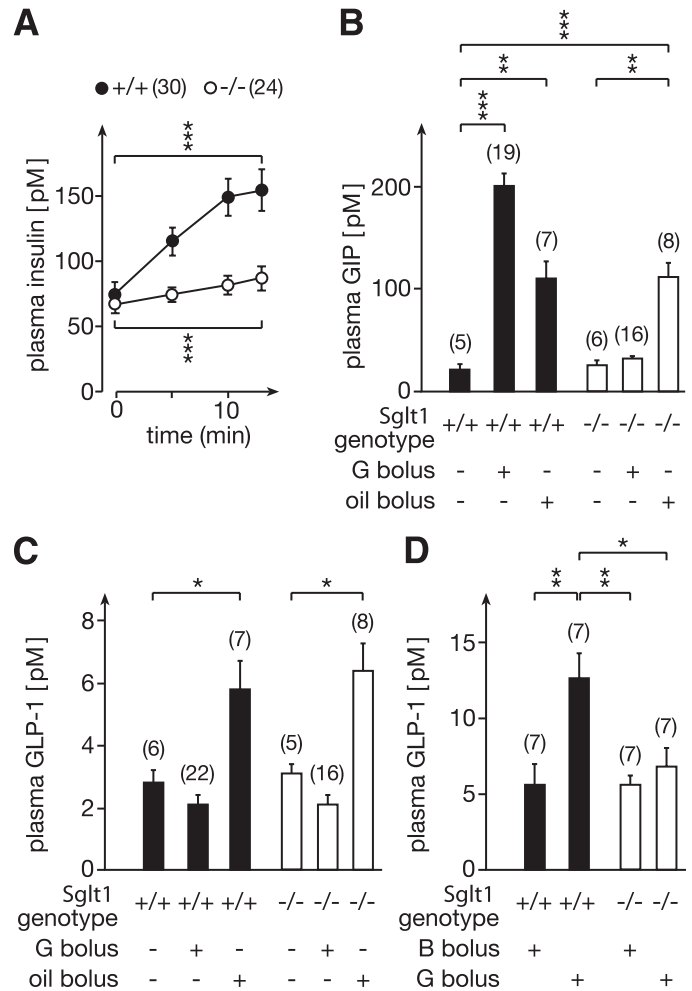 A
+/+ (30) -/- (24)
***
150
100
50
0
plasma insulin [pM]
***
0 10
time (min)
B
***
** **
***
(19)
(7)
(8)
(5)
(6) (16)
200
100
0
plasma GIP [pM]
Sglt1 genotype +/+ +/+ +/+ -/- -/- -/-
G bolus - + - - + -
oil bolus - - + - - +
C
* *
8
6
4
2
0
plasma GLP-1 [pM]
(6) (22) (7) (5) (16) (8)
Sglt1 genotype +/+ +/+ +/+ -/- -/- -/-
G bolus - + - - + -
oil bolus - - + - - +
D
*
** **
15
10
5
0
plasma GLP-1 [pM]
(7) (7) (7) (7)
Sglt1 genotype +/+ +/+ -/- -/-
B bolus + +
G bolus + +